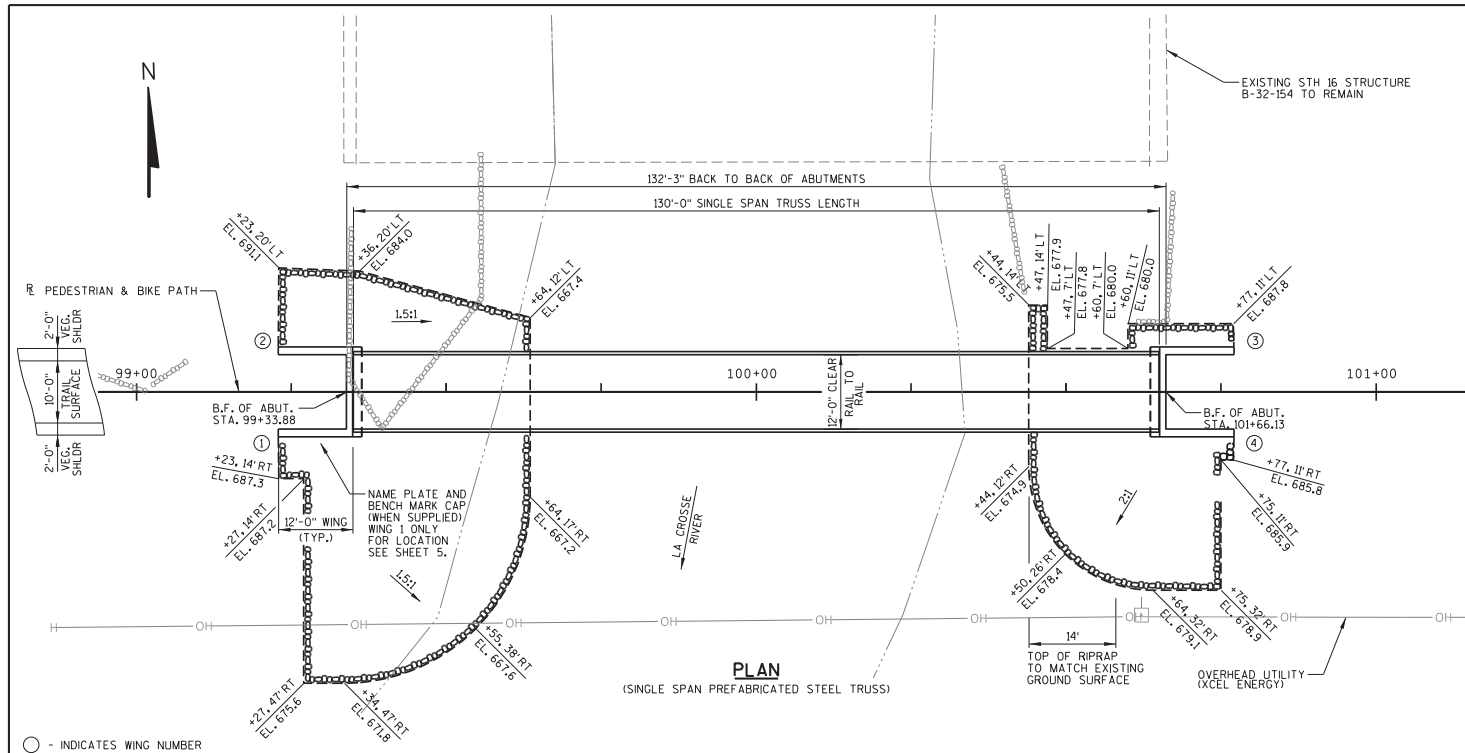 N
EXISTING STH 16 STRUCTURE
B-32-154 TO REMAIN
132'-3" BACK TO BACK OF ABUTMENTS
130'-0" SINGLE SPAN TRUSS LENGTH
+23, 20' LT
EL. 691.1
+36, 20' LT
EL. 684.0
+64, 12' LT
EL. 667.4
+44, 14' LT
EL. 675.5
+47, 14' LT
EL. 677.9
+47, 7' LT
EL. 677.8
+60, 7' LT
EL. 680.0
+60, 11' LT
EL. 680.0
+77, 11' LT
EL. 687.8
PEDESTRIAN & BIKE PATH
1.5:1
2
3
2'-0"
VEG.
SHLDR
10'-0"
TRAIL
SURFACE
2'-0"
VEG.
SHLDR
99+00
100+00
101+00
12'-0" CLEAR
RAIL TO
RAIL
B.F. OF ABUT.
STA. 99+33.88
B.F. OF ABUT.
STA. 101+66.13
1
4
+23, 14' RT
EL. 687.3
+27, 14' RT
EL. 687.2
12'-0" WING
(TYP.)
NAME PLATE AND
BENCH MARK CAP
(WHEN SUPPLIED)
WING 1 ONLY
FOR LOCATION
SEE SHEET 5.
+64, 17' RT
EL. 667.2
LA CROSSE
RIVER
+44, 12' RT
EL. 674.9
2:1
+77, 11' RT
EL. 685.8
+75, 11' RT
EL. 685.9
1.5:1
+50, 26' RT
EL. 678.4
+64, 32' RT
EL. 679.1
+75, 32' RT
EL. 678.9
H OH OH OH OH OH OH OH OH OH
+55, 38' RT
EL. 667.6
14'
TOP OF RIPRAP
TO MATCH EXISTING
GROUND SURFACE
OVERHEAD UTILITY
(XCEL ENERGY)
+27, 47' RT
EL. 675.6
+34, 47' RT
EL. 671.8
PLAN
(SINGLE SPAN PREFABRICATED STEEL TRUSS)
- INDICATES WING NUMBER